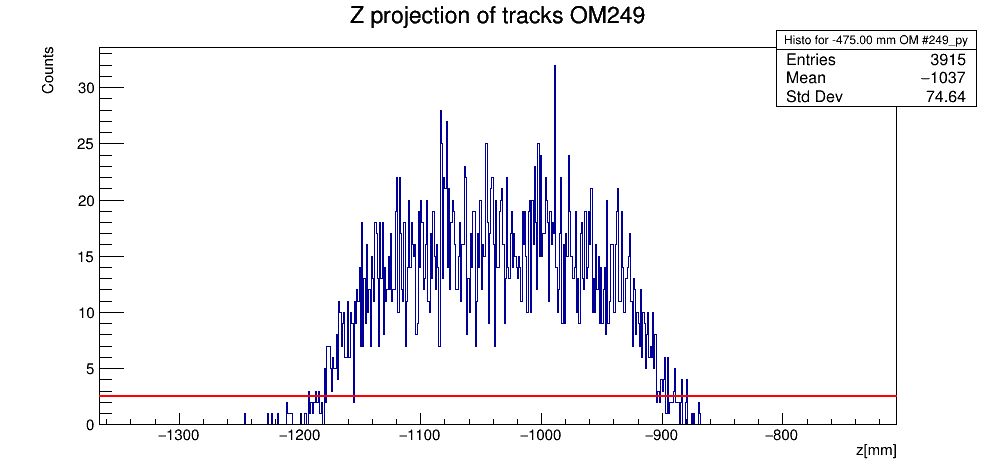 Z projection of tracks OM249
Histo for -475.00 mm OM #249_py
Entries 3915
Mean −1037
Std Dev 74.64
Counts
30
25
20
15
10
5
0
−1300 −1200 −1100 −1000 −900 −800
z[mm]